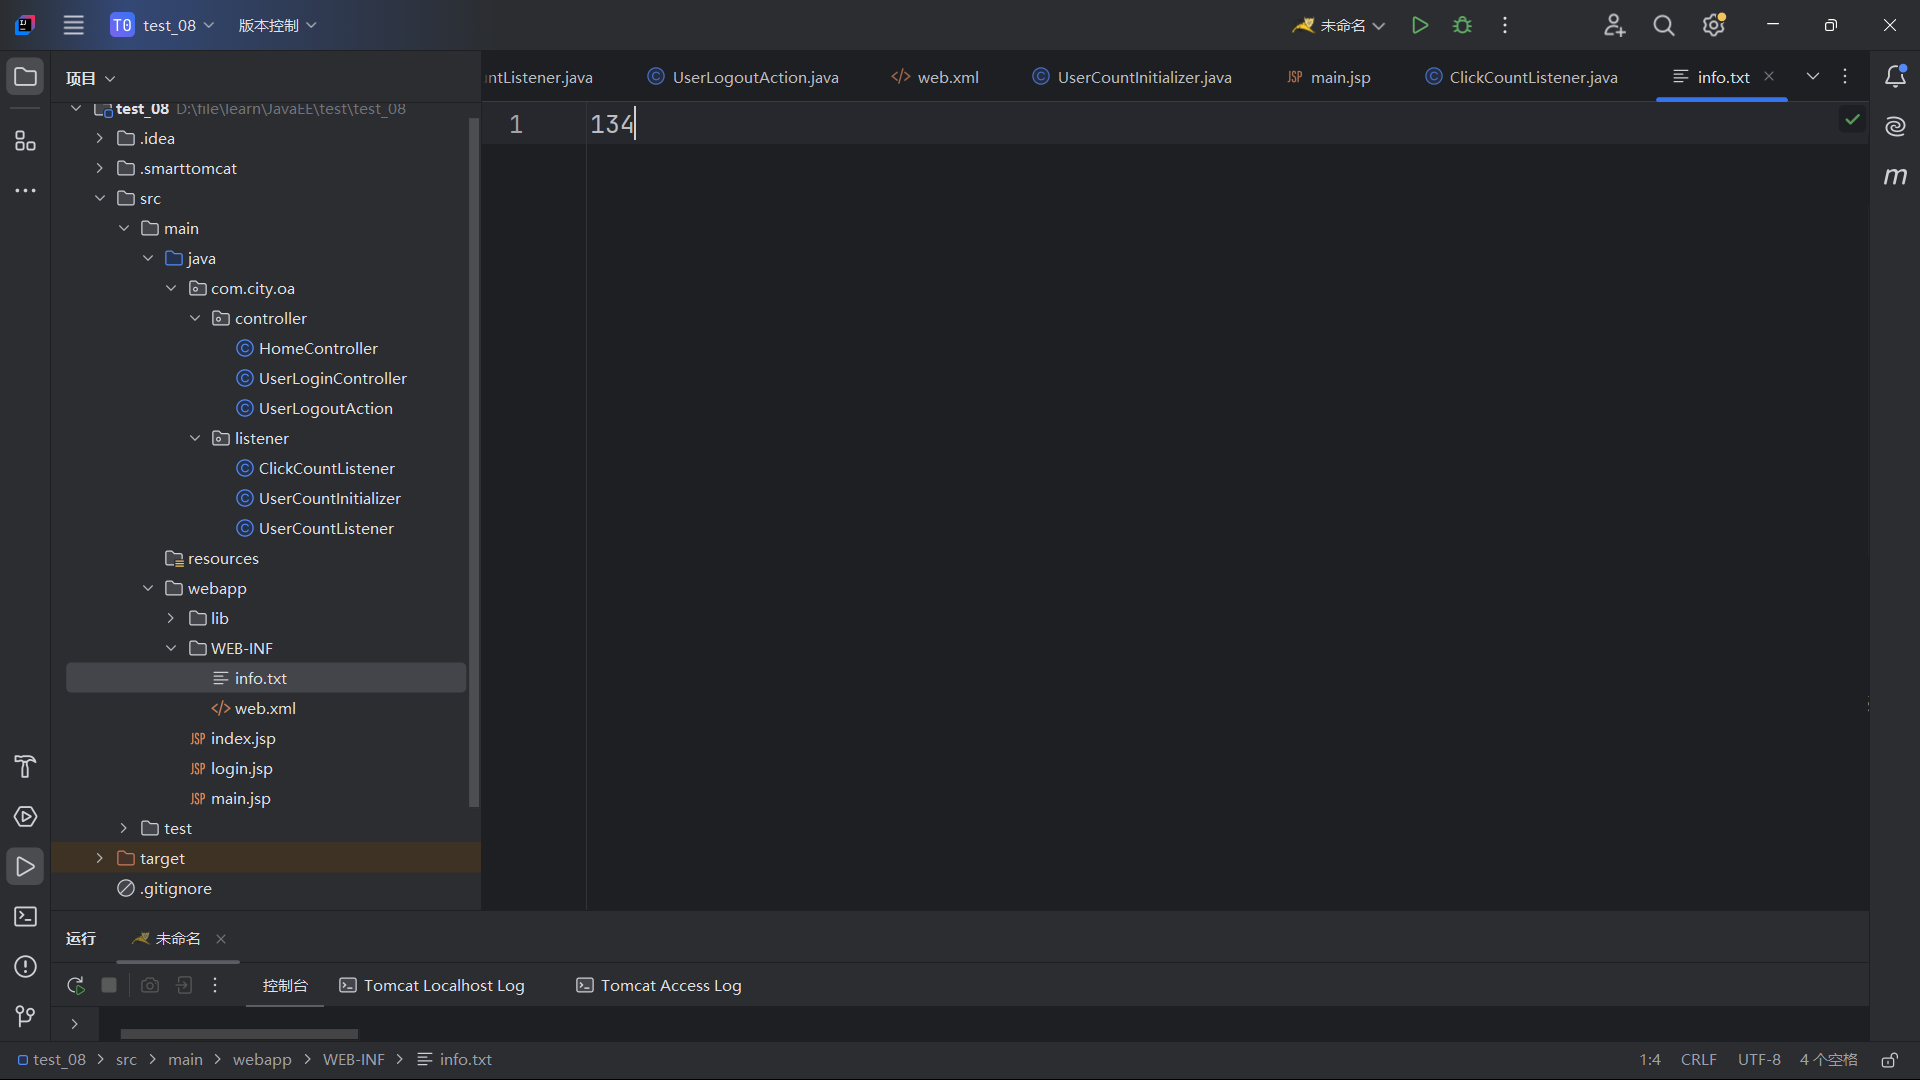 T0 test_08 版本控制 未命名
项目
ntListener.java UserLogoutAction.java web.xml UserCountInitializer.java JSP main.jsp ClickCountListener.java info.txt
test_08 D:\file\learn\JavaEE\test\test_08
1 134
.idea
.smarttomcat
src
main
java
com.city.oa
controller
HomeController
UserLoginController
UserLogoutAction
listener
ClickCountListener
UserCountInitializer
UserCountListener
resources
webapp
lib
WEB-INF
info.txt
web.xml
JSP index.jsp
JSP login.jsp
JSP main.jsp
test
target
.gitignore
运行 未命名
控制台 Tomcat Localhost Log Tomcat Access Log
test_08 > src > main > webapp > WEB-INF > info.txt 1:4 CRLF UTF-8 4 个空格